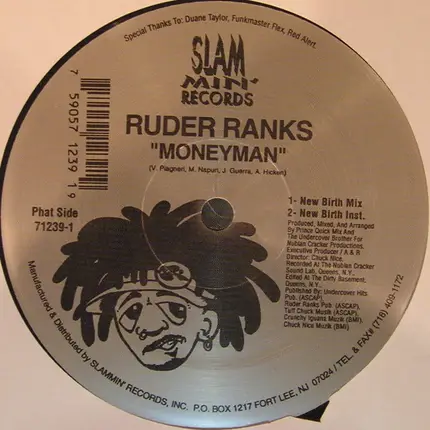 Special Thanks To: Duane Taylor, Funkmaster Flex, Red Alert.
SLAM
MIN'
RECORDS
RUDER RANKS
"MONEYMAN"
(V. Piagneri, M. Napuri, J. Guerra, A. Hicken)
7 59057 1239 1 9
Phat Side
71239-1
1- New Birth Mix
2- New Birth Inst.
Produced, Mixed, And Arranged
By Prince Quick Mix And
The Undercover Brother For
Nubian Cracker Productions.
Executive Producer / A & R
Director: Chuck Nice.
Recorded At The Nubian Cracker
Sound Lab, Queens, N.Y.
Edited At The Dirty Basement,
Queens, N.Y.
Published By: Undercover Hits
Pub. (ASCAP).
Ruder Ranks Pub. (ASCAP).
Taff Chuck Muzik (ASCAP).
Crunchy Iguana Muzik (BMI).
Chuck Nice Muzik (BMI).
RR
Manufactured & Distributed by SLAMMIN' RECORDS, INC. P.O. BOX 1217 FORT LEE, NJ 07024 / TEL. & FAX# (718) 409-1172